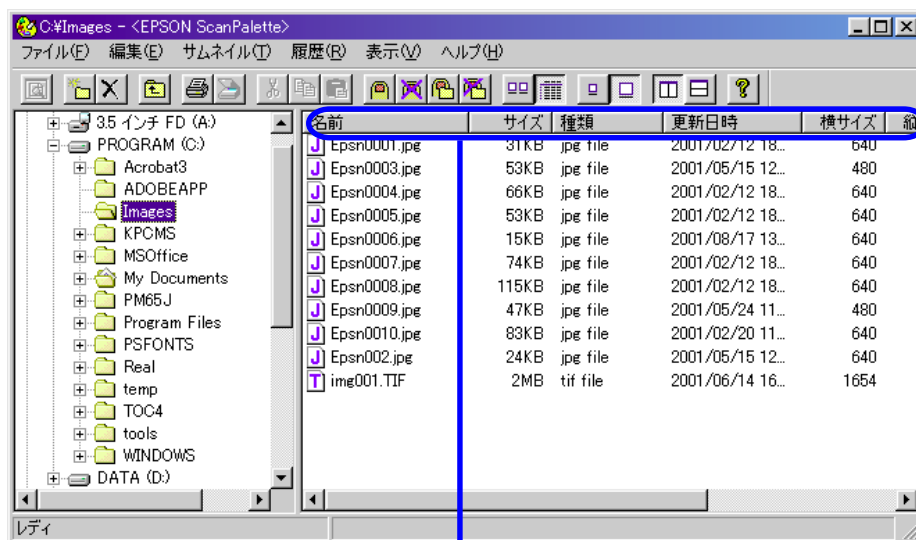 C:¥Images - <EPSON ScanPalette>
ファイル(F) 編集(E) サムネイル(T) 履歴(R) 表示(V) ヘルプ(H)
3.5 インチ FD (A:)
PROGRAM (C:)
Acrobat3
ADOBEAPP
Images
KPCMS
MSOffice
My Documents
PM65J
Program Files
PSFONTS
Real
temp
TOC4
tools
WINDOWS
DATA (D:)
名前 サイズ 種類 更新日時 横サイズ 縦
Epsn0001.jpg 31KB jpg file 2001/02/12 18... 640
Epsn0003.jpg 53KB jpg file 2001/05/15 12... 480
Epsn0004.jpg 66KB jpg file 2001/02/12 18... 640
Epsn0005.jpg 53KB jpg file 2001/02/12 18... 640
Epsn0006.jpg 15KB jpg file 2001/08/17 13... 640
Epsn0007.jpg 74KB jpg file 2001/02/12 18... 640
Epsn0008.jpg 115KB jpg file 2001/02/12 18... 640
Epsn0009.jpg 47KB jpg file 2001/05/24 11... 480
Epsn0010.jpg 83KB jpg file 2001/02/20 11... 640
Epsn002.jpg 24KB jpg file 2001/05/15 12... 640
img001.TIF 2MB tif file 2001/06/14 16... 1654
レディ